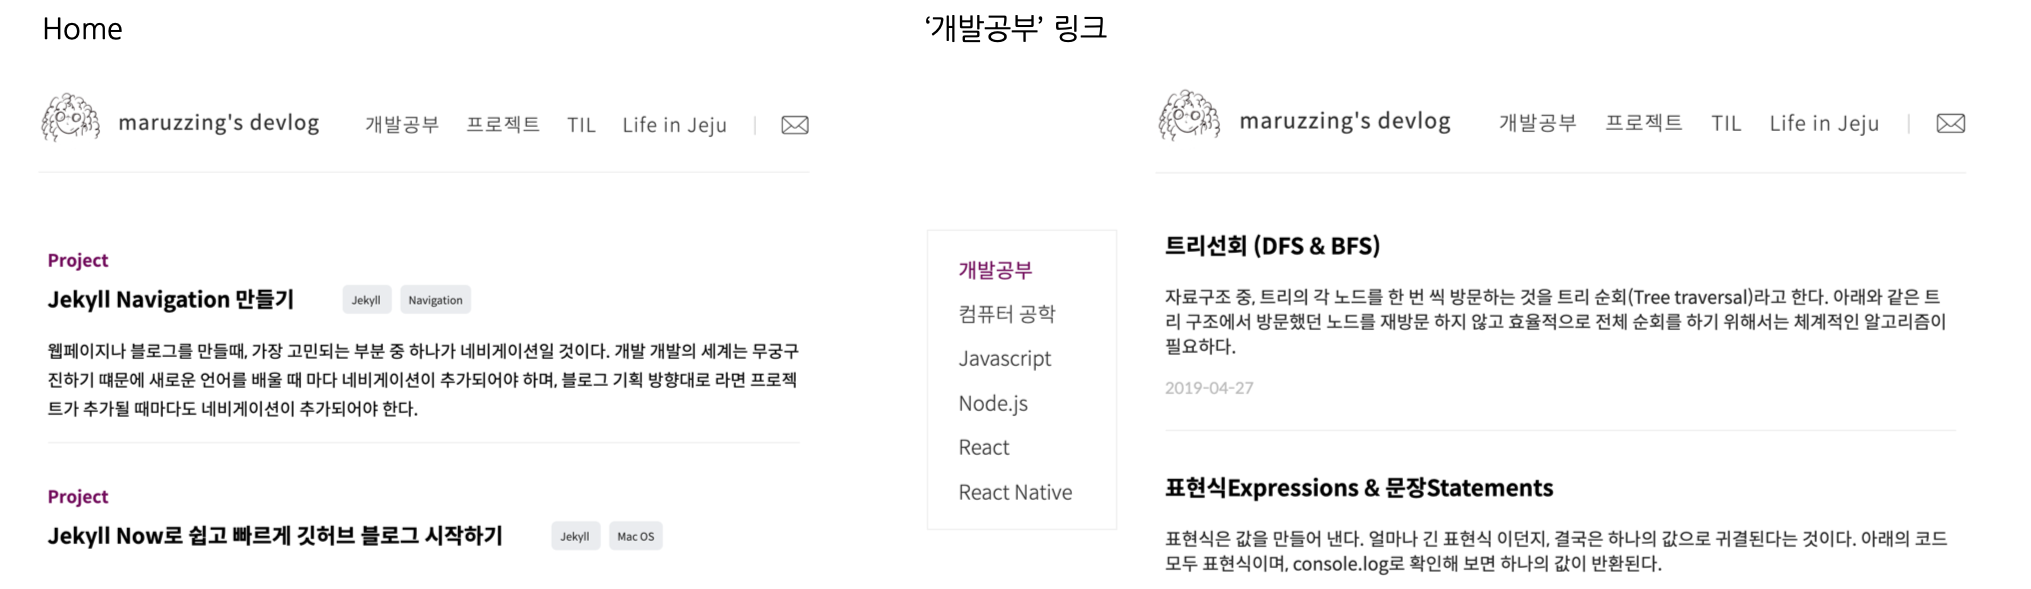 Home
maruzzing's devlog 개발공부 프로젝트 TIL Life in Jeju
Project
Jekyll Navigation 만들기 Jekyll Navigation
웹페이지나 블로그를 만들때, 가장 고민되는 부분 중 하나가 네비게이션일 것이다. 개발 개발의 세계는 무궁구
진하기 떄문에 새로운 언어를 배울 때 마다 네비게이션이 추가되어야 하며, 블로그 기획 방향대로 라면 프로젝
트가 추가될 때마다도 네비게이션이 추가되어야 한다.
Project
Jekyll Now로 쉽고 빠르게 깃허브 블로그 시작하기 Jekyll Mac OS
‘개발공부’ 링크
maruzzing's devlog 개발공부 프로젝트 TIL Life in Jeju
개발공부
컴퓨터 공학
Javascript
Node.js
React
React Native
트리선회 (DFS & BFS)
자료구조 중, 트리의 각 노드를 한 번 씩 방문하는 것을 트리 순회(Tree traversal)라고 한다. 아래와 같은 트
리 구조에서 방문했던 노드를 재방문 하지 않고 효율적으로 전체 순회를 하기 위해서는 체계적인 알고리즘이
필요하다.
2019-04-27
표현식Expressions & 문장Statements
표현식은 값을 만들어 낸다. 얼마나 긴 표현식 이던지, 결국은 하나의 값으로 귀결된다는 것이다. 아래의 코드
모두 표현식이며, console.log로 확인해 보면 하나의 값이 반환된다.